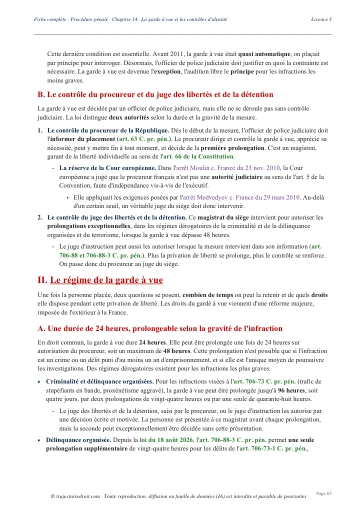 Fiche complète · Procédure pénale · Chapitre 14 · La garde à vue et les contrôles d'identité
Licence 3
Cette dernière condition est essentielle. Avant 2011, la garde à vue était quasi automatique, on plaçait
par principe pour interroger. Désormais, l'officier de police judiciaire doit justifier en quoi la contrainte est
nécessaire. La garde à vue est devenue l'exception, l'audition libre le principe pour les infractions les
moins graves.
B. Le contrôle du procureur et du juge des libertés et de la détention
La garde à vue est décidée par un officier de police judiciaire, mais elle ne se déroule pas sans contrôle
judiciaire. La loi distingue deux autorités selon la durée et la gravité de la mesure.
1. Le contrôle du procureur de la République. Dès le début de la mesure, l'officier de police judiciaire doit
l'informer du placement (art. 63 C. pr. pén.). Le procureur dirige et contrôle la garde à vue, apprécie sa
nécessité, peut y mettre fin à tout moment, et décide de la première prolongation. C'est un magistrat,
garant de la liberté individuelle au sens de l'art. 66 de la Constitution.
- La réserve de la Cour européenne. Dans l'arrêt Moulin c. France du 23 nov. 2010, la Cour
européenne a jugé que le procureur français n'est pas une autorité judiciaire au sens de l'art. 5 de la
Convention, faute d'indépendance vis-à-vis de l'exécutif.
• Elle appliquait les exigences posées par l'arrêt Medvedyev c. France du 29 mars 2010. Au-delà
d'un certain seuil, un véritable juge du siège doit donc intervenir.
2. Le contrôle du juge des libertés et de la détention. Ce magistrat du siège intervient pour autoriser les
prolongations exceptionnelles, dans les régimes dérogatoires de la criminalité et de la délinquance
organisées et du terrorisme, lorsque la garde à vue dépasse 48 heures.
- Le juge d'instruction peut aussi les autoriser lorsque la mesure intervient dans son information (art.
706-88 et 706-88-3 C. pr. pén.). Plus la privation de liberté se prolonge, plus le contrôle se renforce.
On passe donc du procureur au juge du siège.
II. Le régime de la garde à vue
Une fois la personne placée, deux questions se posent, combien de temps on peut la retenir et de quels droits
elle dispose pendant cette privation de liberté. Les droits du gardé à vue viennent d'une réforme majeure,
imposée de l'extérieur à la France.
A. Une durée de 24 heures, prolongeable selon la gravité de l'infraction
En droit commun, la garde à vue dure 24 heures. Elle peut être prolongée une fois de 24 heures sur
autorisation du procureur, soit un maximum de 48 heures. Cette prolongation n'est possible que si l'infraction
est un crime ou un délit puni d'au moins un an d'emprisonnement, et si elle est l'unique moyen de poursuivre
les investigations. Des régimes dérogatoires existent pour les infractions les plus graves.
• Criminalité et délinquance organisées. Pour les infractions visées à l'art. 706-73 C. pr. pén. (trafic de
stupéfiants en bande, proxénétisme aggravé), la garde à vue peut être prolongée jusqu'à 96 heures, soit
quatre jours, par deux prolongations de vingt-quatre heures ou par une seule de quarante-huit heures.
- Le juge des libertés et de la détention, saisi par le procureur, ou le juge d'instruction les autorise par
une décision écrite et motivée. La personne est présentée à ce magistrat avant chaque prolongation,
mais la seconde peut exceptionnellement être décidée sans cette présentation.
• Délinquance organisée. Depuis la loi du 18 août 2026, l'art. 706-88-3 C. pr. pén. permet une seule
prolongation supplémentaire de vingt-quatre heures pour les délits de l'art. 706-73-1 C. pr. pén.,
Page 65
© trajectoiredroit.com · Toute reproduction, diffusion ou fouille de données (IA) est interdite et passible de poursuites